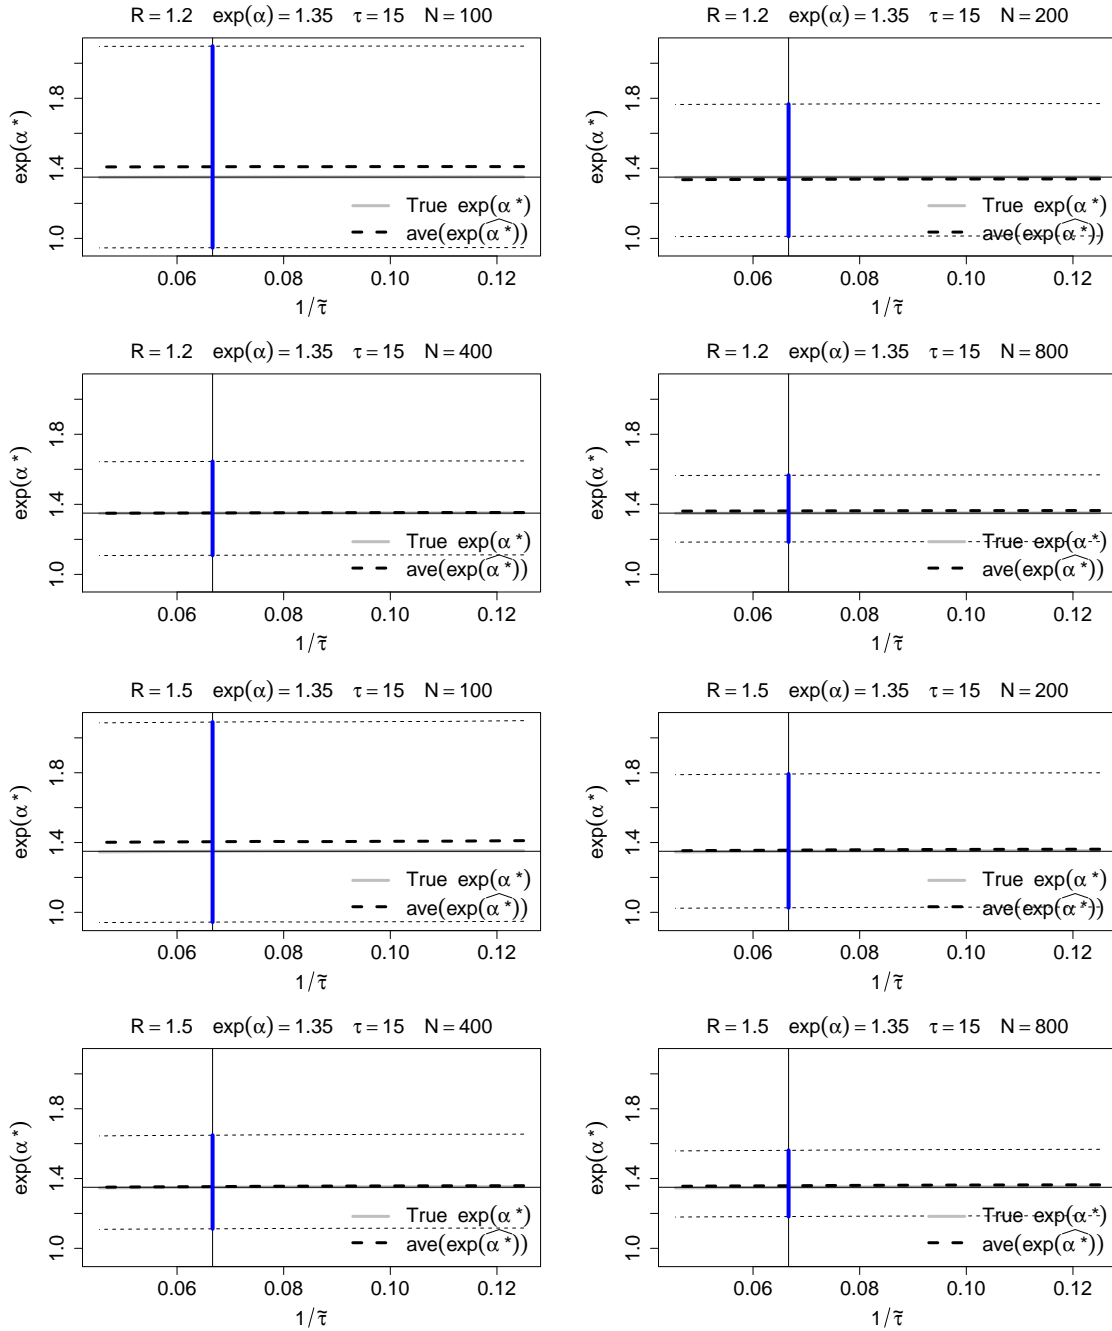 R = 1.2 exp(α) = 1.35 τ = 15 N = 100
exp(α*)
1.0 1.4 1.8
True exp(α*)
ave(exp(α̂*))
0.06 0.08 0.10 0.12
1/τ̃
R = 1.2 exp(α) = 1.35 τ = 15 N = 200
exp(α*)
1.0 1.4 1.8
True exp(α*)
ave(exp(α̂*))
0.06 0.08 0.10 0.12
1/τ̃
R = 1.2 exp(α) = 1.35 τ = 15 N = 400
exp(α*)
1.0 1.4 1.8
True exp(α*)
ave(exp(α̂*))
0.06 0.08 0.10 0.12
1/τ̃
R = 1.2 exp(α) = 1.35 τ = 15 N = 800
exp(α*)
1.0 1.4 1.8
True exp(α*)
ave(exp(α̂*))
0.06 0.08 0.10 0.12
1/τ̃
R = 1.5 exp(α) = 1.35 τ = 15 N = 100
exp(α*)
1.0 1.4 1.8
True exp(α*)
ave(exp(α̂*))
0.06 0.08 0.10 0.12
1/τ̃
R = 1.5 exp(α) = 1.35 τ = 15 N = 200
exp(α*)
1.0 1.4 1.8
True exp(α*)
ave(exp(α̂*))
0.06 0.08 0.10 0.12
1/τ̃
R = 1.5 exp(α) = 1.35 τ = 15 N = 400
exp(α*)
1.0 1.4 1.8
True exp(α*)
ave(exp(α̂*))
0.06 0.08 0.10 0.12
1/τ̃
R = 1.5 exp(α) = 1.35 τ = 15 N = 800
exp(α*)
1.0 1.4 1.8
True exp(α*)
ave(exp(α̂*))
0.06 0.08 0.10 0.12
1/τ̃